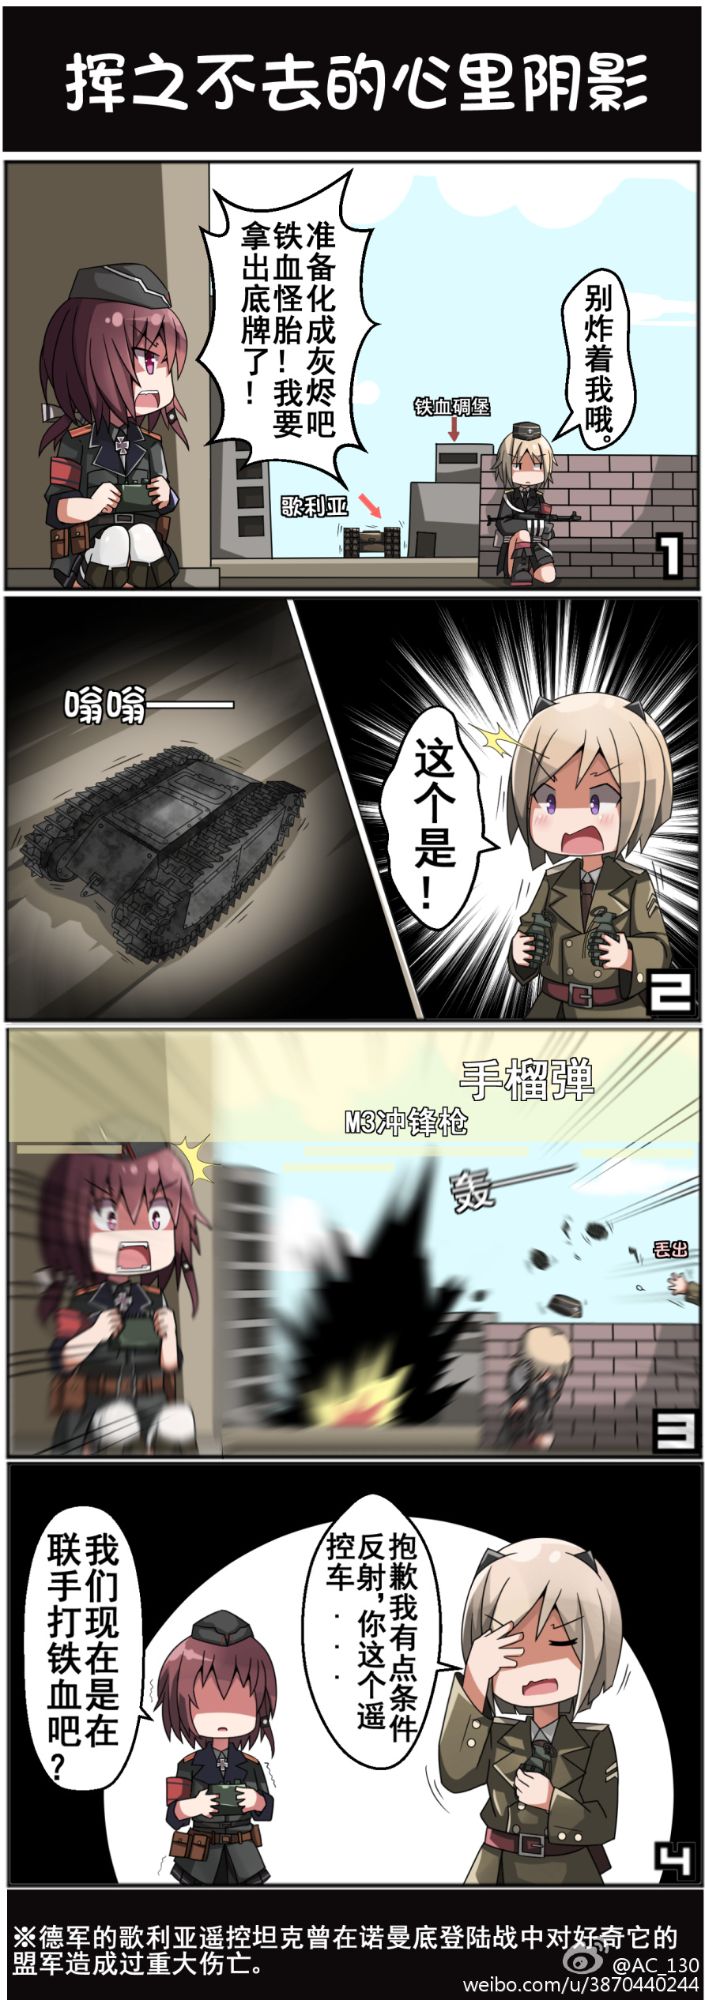 挥之不去的心里阴影
准备化成灰烬吧
铁血怪胎！我要
拿出底牌了！
别炸着我哦。
铁血碉堡
歌利亚
1
嗡嗡——
这个是！
2
手榴弹
M3冲锋枪
轰——
丢出
3
抱歉我有点条件
反射，你这个遥
控车．．．．
我们现在是在
联手打铁血吧？
4
※德军的歌利亚遥控坦克曾在诺曼底登陆战中对好奇它的
盟军造成过重大伤亡。
@AC_130
weibo.com/u/3870440244